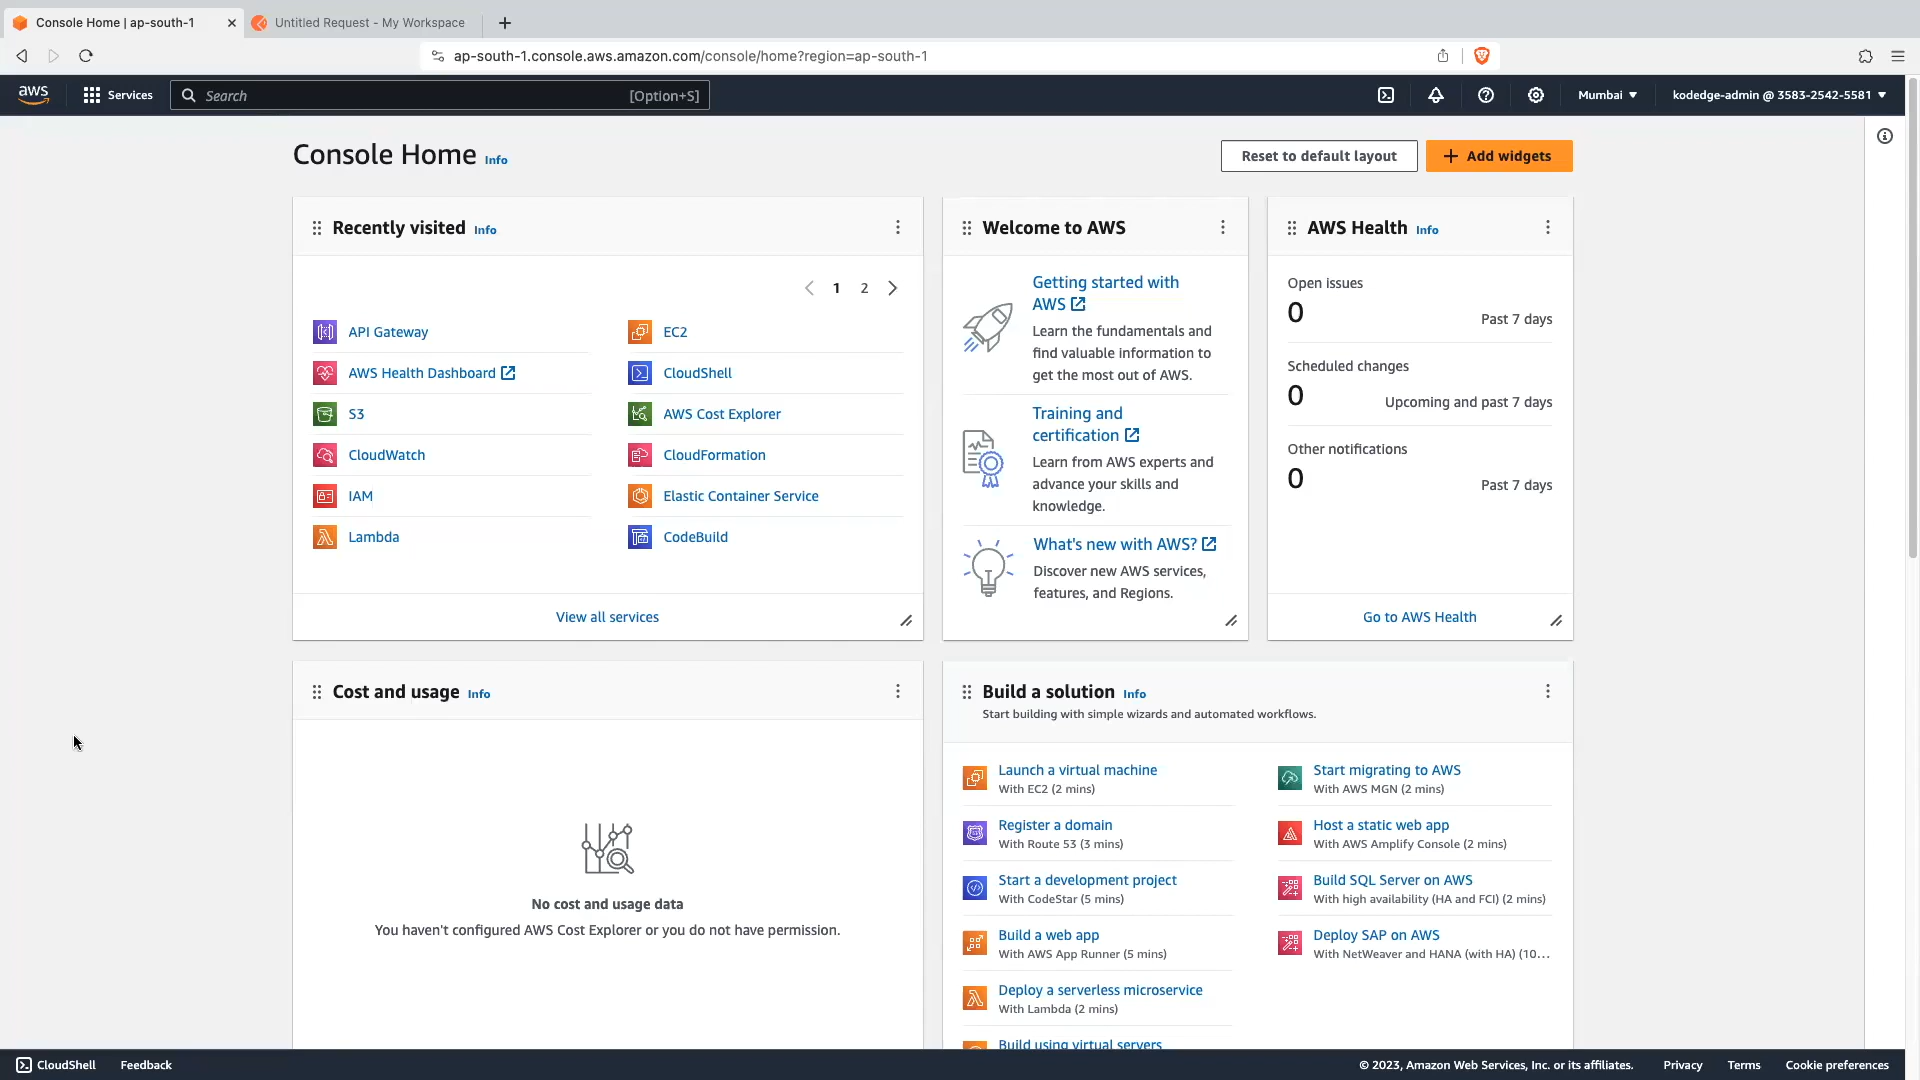 Console Home | ap-south-1
Untitled Request - My Workspace
ap-south-1.console.aws.amazon.com/console/home?region=ap-south-1
aws
Services
Search
[Option+S]
Mumbai
kodedge-admin @ 3583-2542-5581
Console Home Info
Reset to default layout
Add widgets
Recently visited Info
1
2
API Gateway
AWS Health Dashboard
S3
CloudWatch
IAM
Lambda
EC2
CloudShell
AWS Cost Explorer
CloudFormation
Elastic Container Service
CodeBuild
View all services
Welcome to AWS
Getting started with
AWS
Learn the fundamentals and
find valuable information to
get the most out of AWS.
Training and
certification
Learn from AWS experts and
advance your skills and
knowledge.
What's new with AWS?
Discover new AWS services,
features, and Regions.
AWS Health Info
Open issues
0
Past 7 days
Scheduled changes
0
Upcoming and past 7 days
Other notifications
0
Past 7 days
Go to AWS Health
Cost and usage Info
No cost and usage data
You haven't configured AWS Cost Explorer or you do not have permission.
Build a solution Info
Start building with simple wizards and automated workflows.
Launch a virtual machine
With EC2 (2 mins)
Register a domain
With Route 53 (3 mins)
Start a development project
With CodeStar (5 mins)
Build a web app
With AWS App Runner (5 mins)
Deploy a serverless microservice
With Lambda (2 mins)
Build using virtual servers
Start migrating to AWS
With AWS MGN (2 mins)
Host a static web app
With AWS Amplify Console (2 mins)
Build SQL Server on AWS
With high availability (HA and FCI) (2 mins)
Deploy SAP on AWS
With NetWeaver and HANA (with HA) (10...
CloudShell
Feedback
© 2023, Amazon Web Services, Inc. or its affiliates.
Privacy
Terms
Cookie preferences